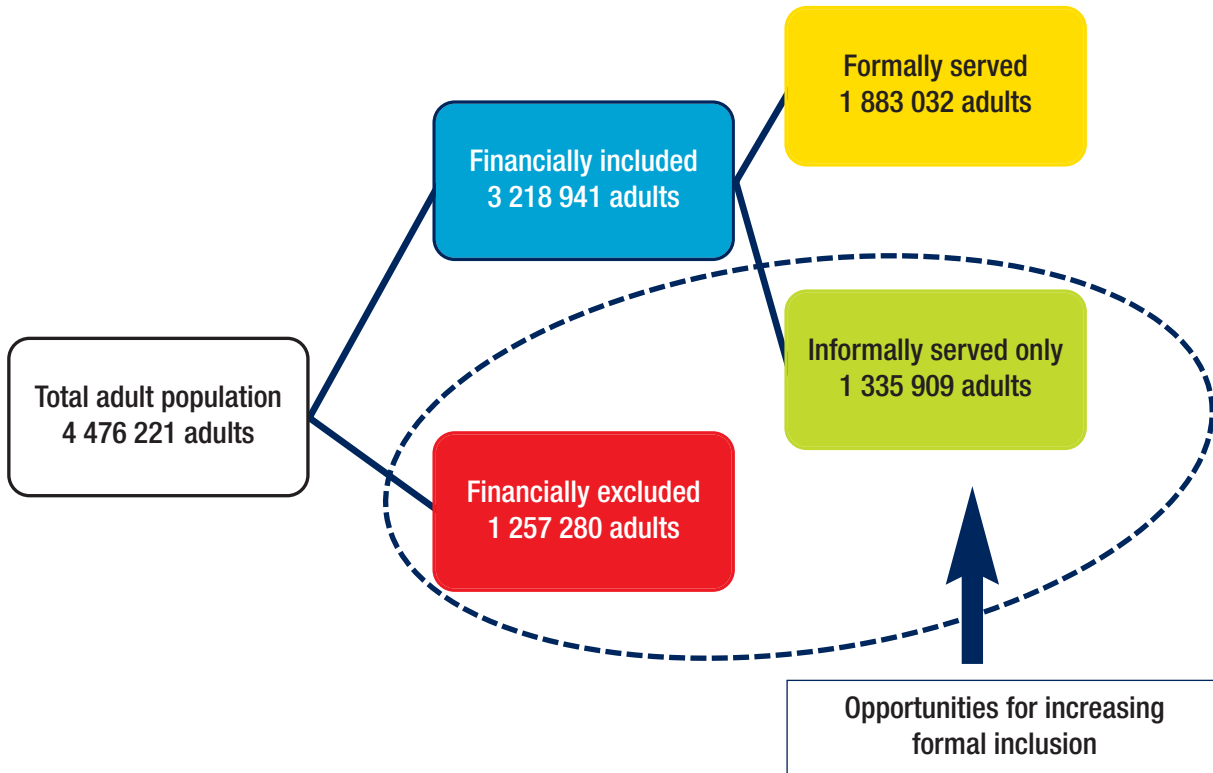 Formally served
1 883 032 adults
Financially included
3 218 941 adults
Informally served only
1 335 909 adults
Total adult population
4 476 221 adults
Financially excluded
1 257 280 adults
Opportunities for increasing
formal inclusion